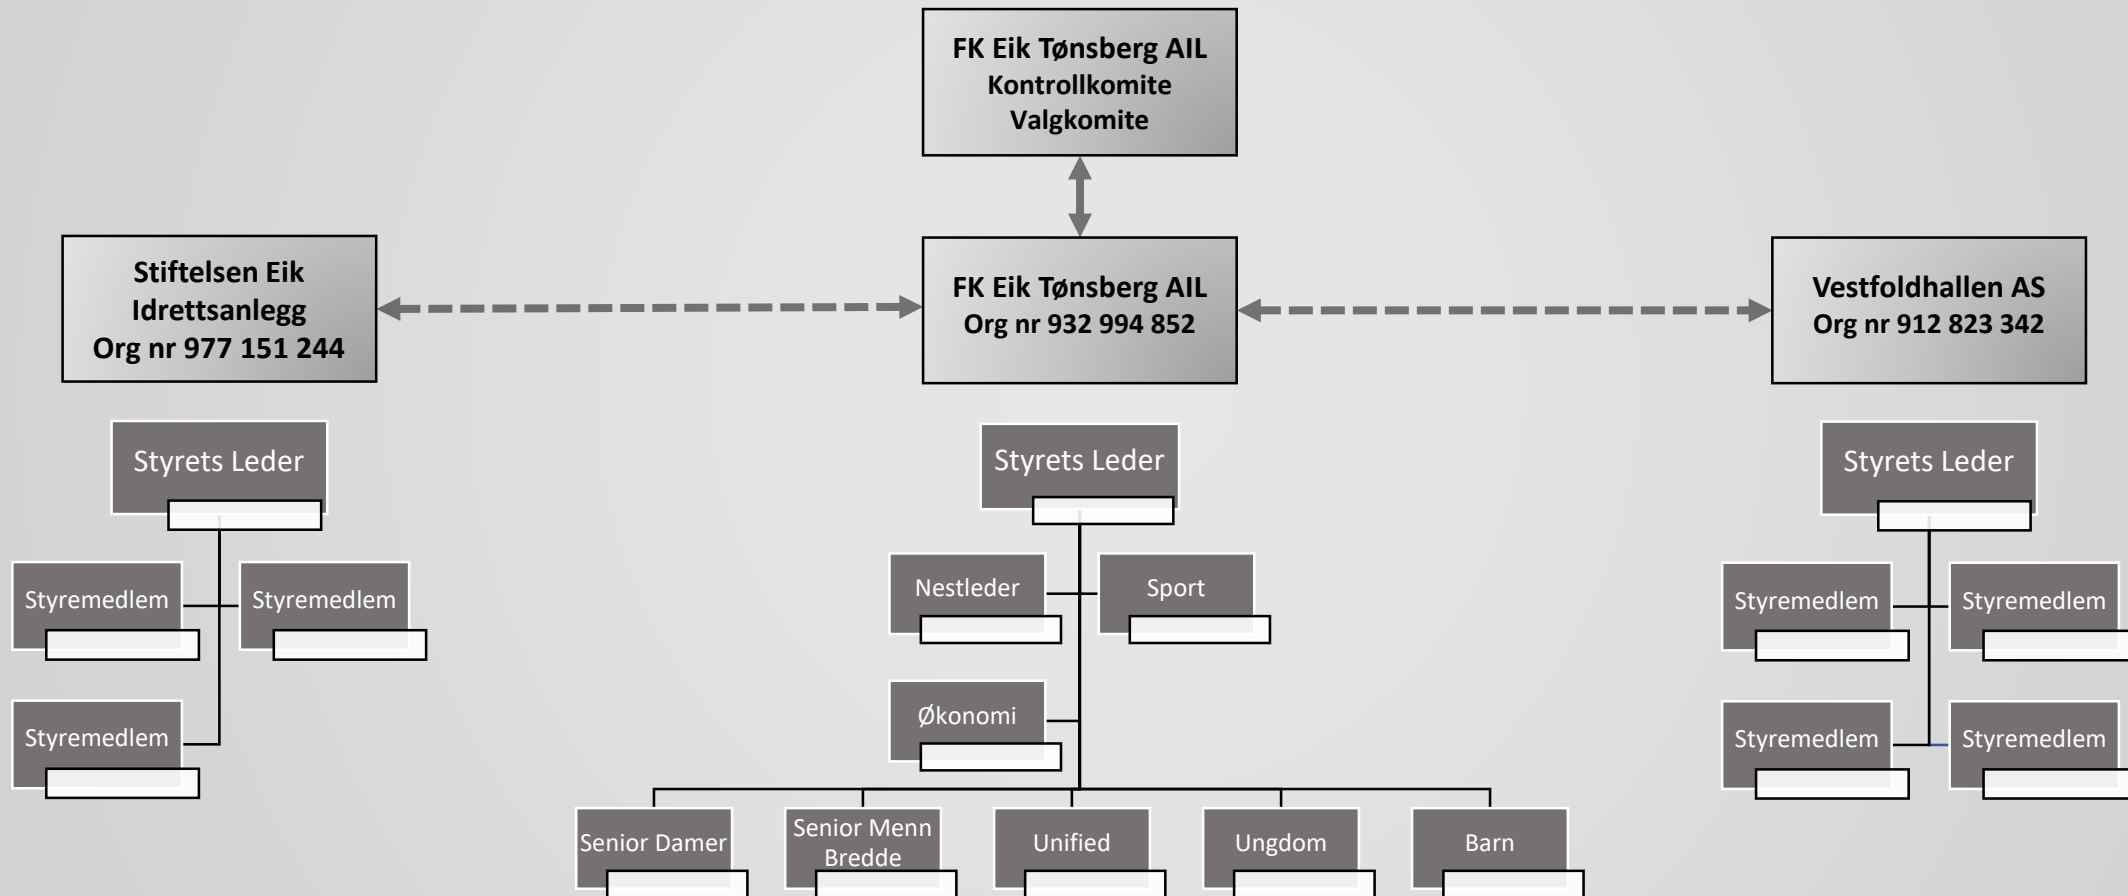 FK Eik Tønsberg AIL
Kontrollkomite
Valgkomite
Stiftelsen Eik
Idrettsanlegg
Org nr 977 151 244
FK Eik Tønsberg AIL
Org nr 932 994 852
Vestfoldhallen AS
Org nr 912 823 342
Styrets Leder
Styremedlem
Styremedlem
Styremedlem
Styrets Leder
Nestleder
Sport
Økonomi
Senior Damer
Senior Menn
Bredde
Unified
Ungdom
Barn
Styrets Leder
Styremedlem
Styremedlem
Styremedlem
Styremedlem